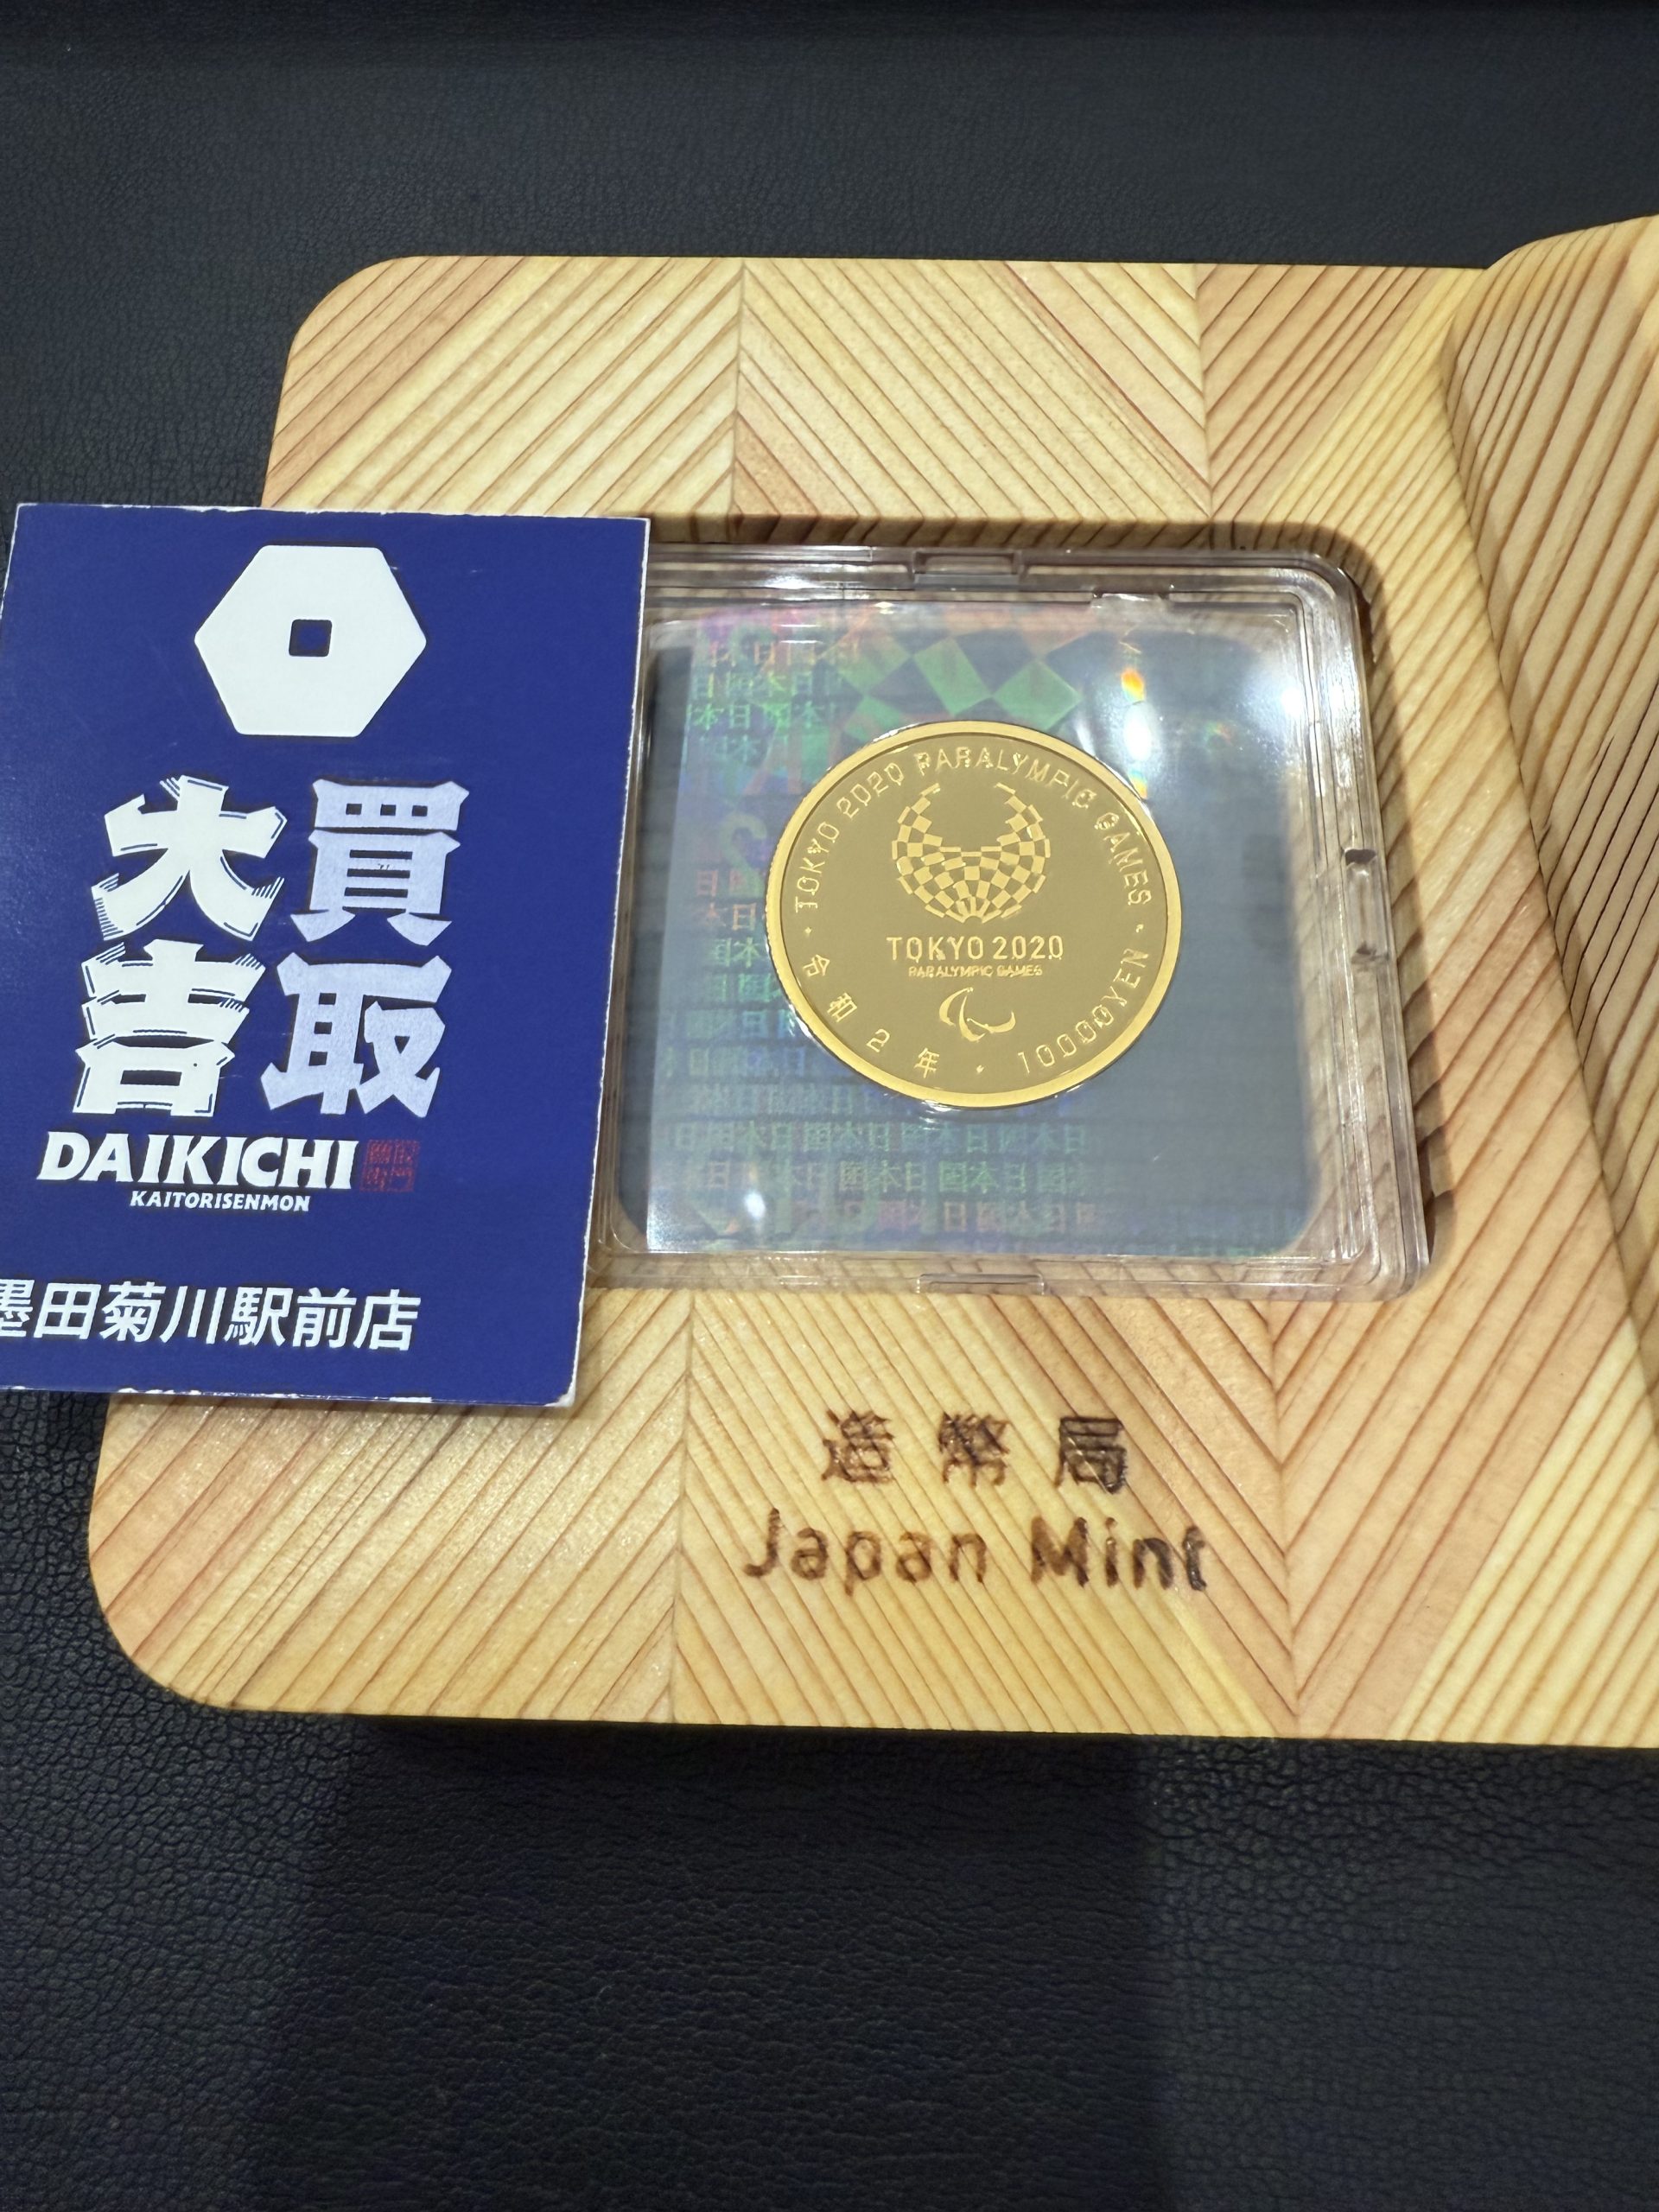 買取
大吉
DAIKICHI
KAITORISENMON
墨田菊川駅前店
TOKYO 2020 PARALYMPIC GAMES
TOKYO 2020
PARALYMPIC GAMES
令和2年・10000YEN
造幣局
Japan Mint